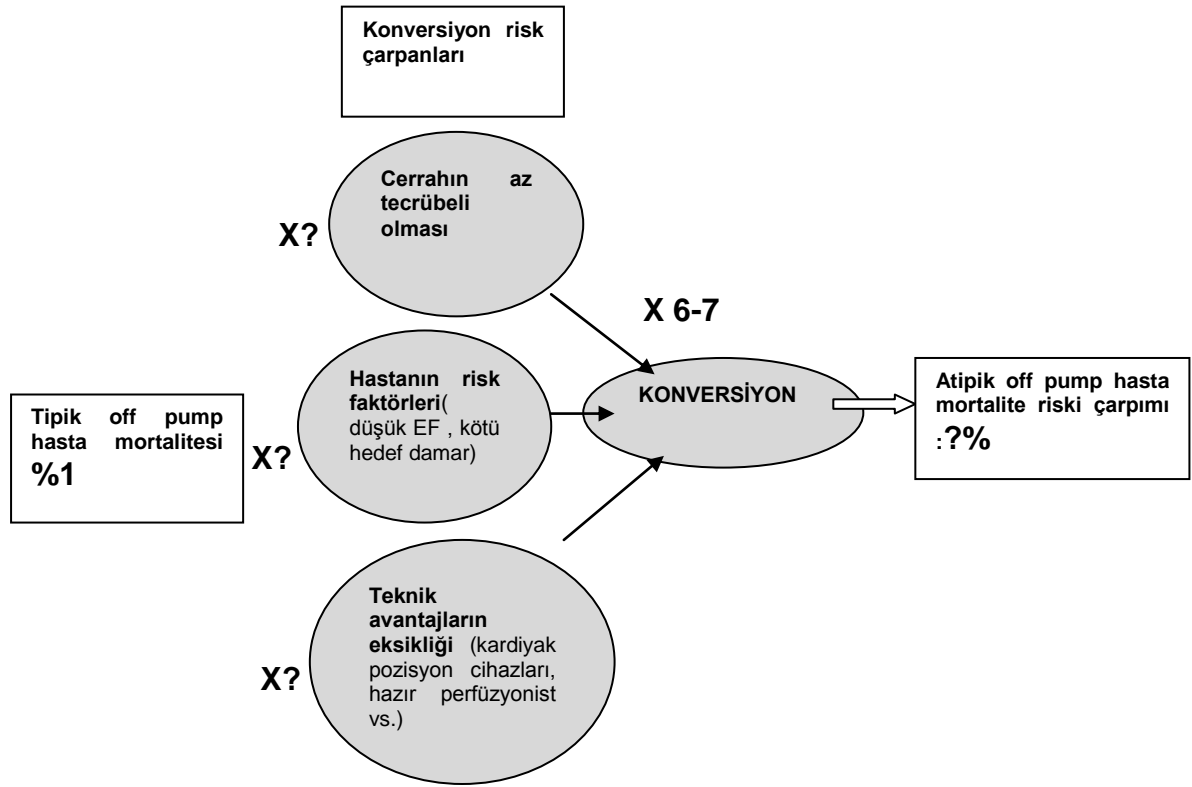 Konversiyon risk
çarpanları
Cerrahın az
tecrübeli
olması
X?
X 6-7
Hastanın risk
faktörleri(
düşük EF , kötü
hedef damar)
X?
KONVERSİYON
Atipik off pump hasta
mortalite riski çarpımı
:?%
Tipik off pump
hasta mortalitesi
%1
Teknik
avantajların
eksikliği (kardiyak
pozisyon cihazları,
hazır perfüzyonist
vs.)
X?